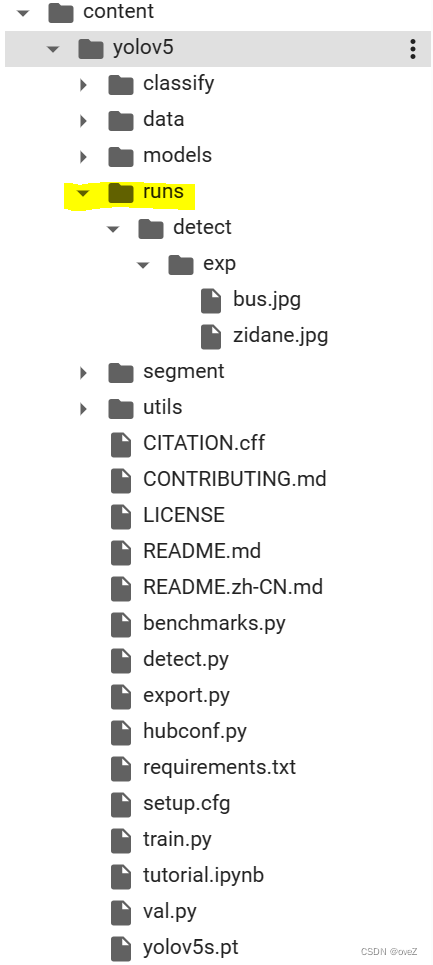 content
yolov5
classify
data
models
runs
detect
exp
bus.jpg
zidane.jpg
segment
utils
CITATION.cff
CONTRIBUTING.md
LICENSE
README.md
README.zh-CN.md
benchmarks.py
detect.py
export.py
hubconf.py
requirements.txt
setup.cfg
train.py
tutorial.ipynb
val.py
yolov5s.pt
CSDN @oveZ